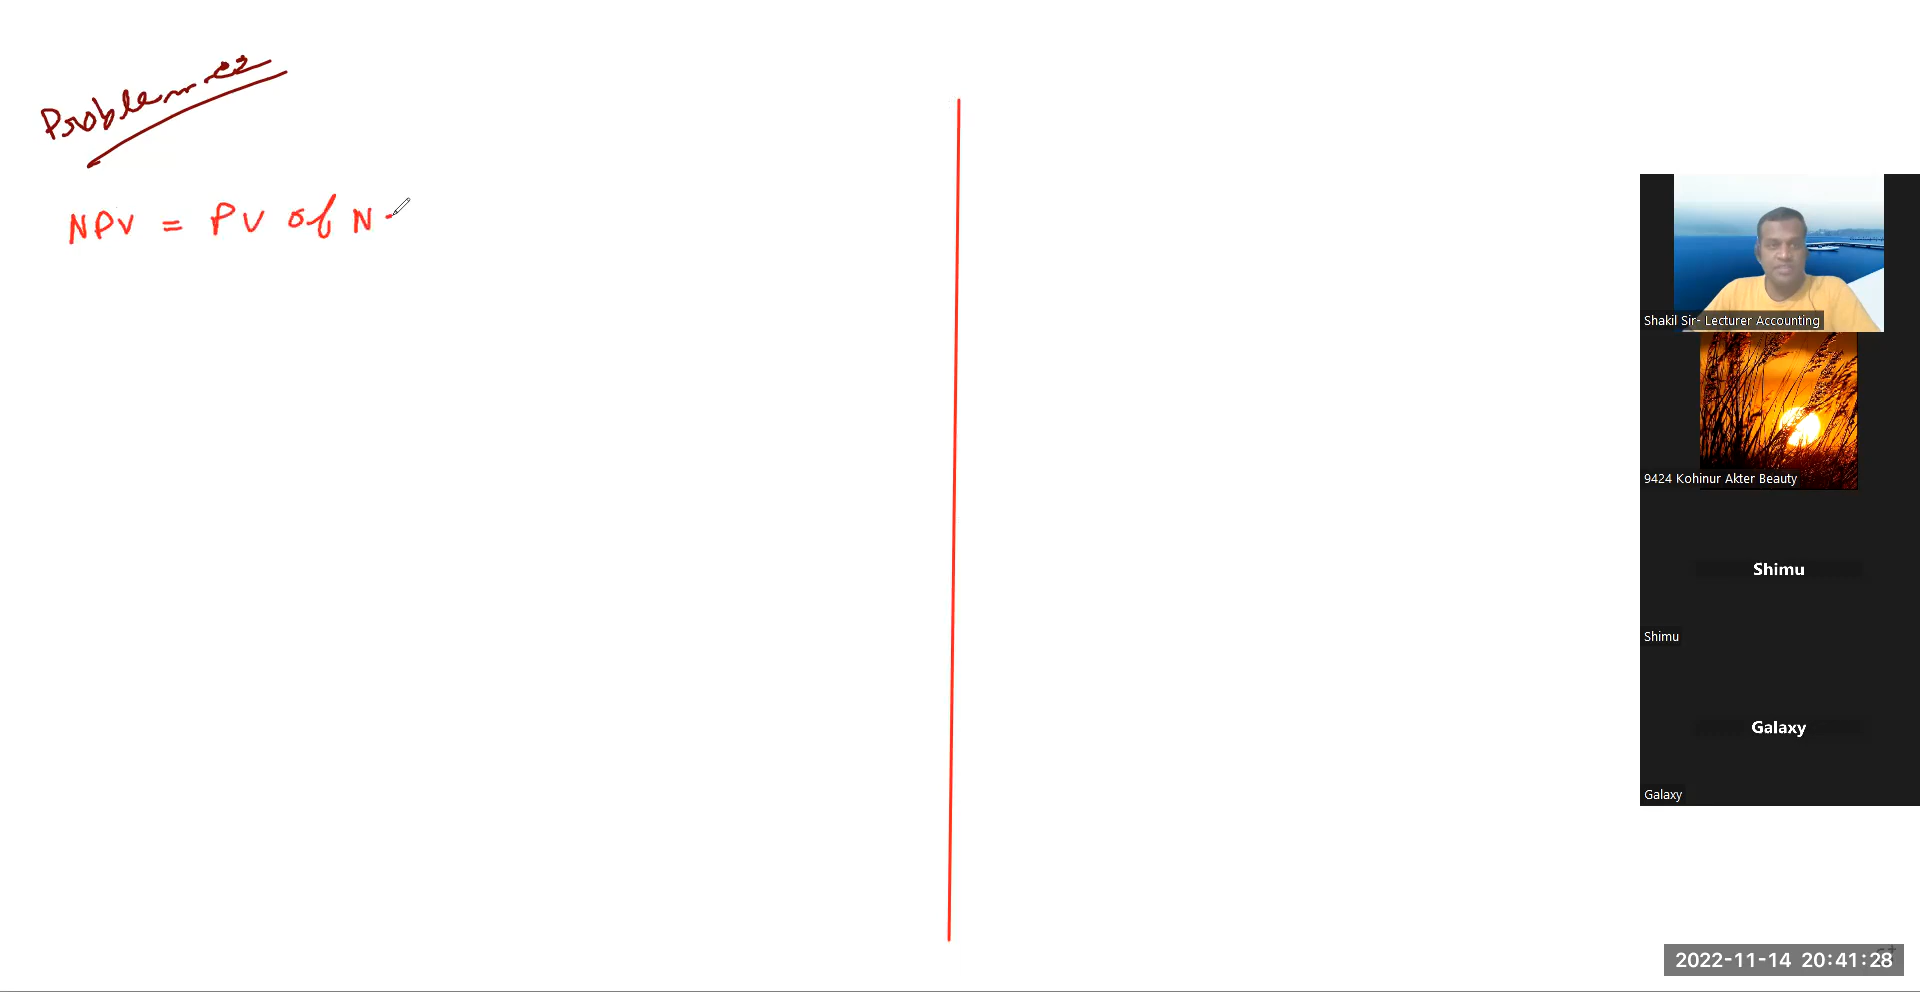 Problem-02
NPV = PV of N-
Shakil Sir- Lecturer Accounting
9424 Kohinur Akter Beauty
Shimu
Shimu
Galaxy
Galaxy
2022-11-14 20:41:28